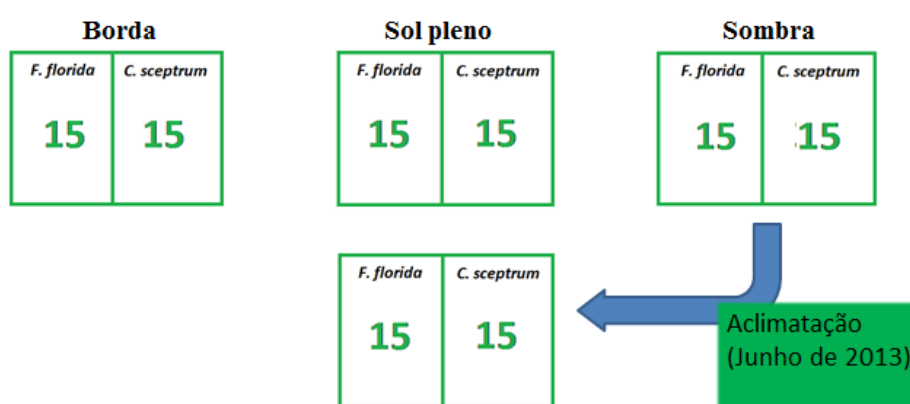 Borda
Sol pleno
Sombra
F. florida C. sceptrum
F. florida C. sceptrum
F. florida C. sceptrum
15 15
15 15
15 15
F. florida C. sceptrum
15 15
Aclimatação
(Junho de 2013)